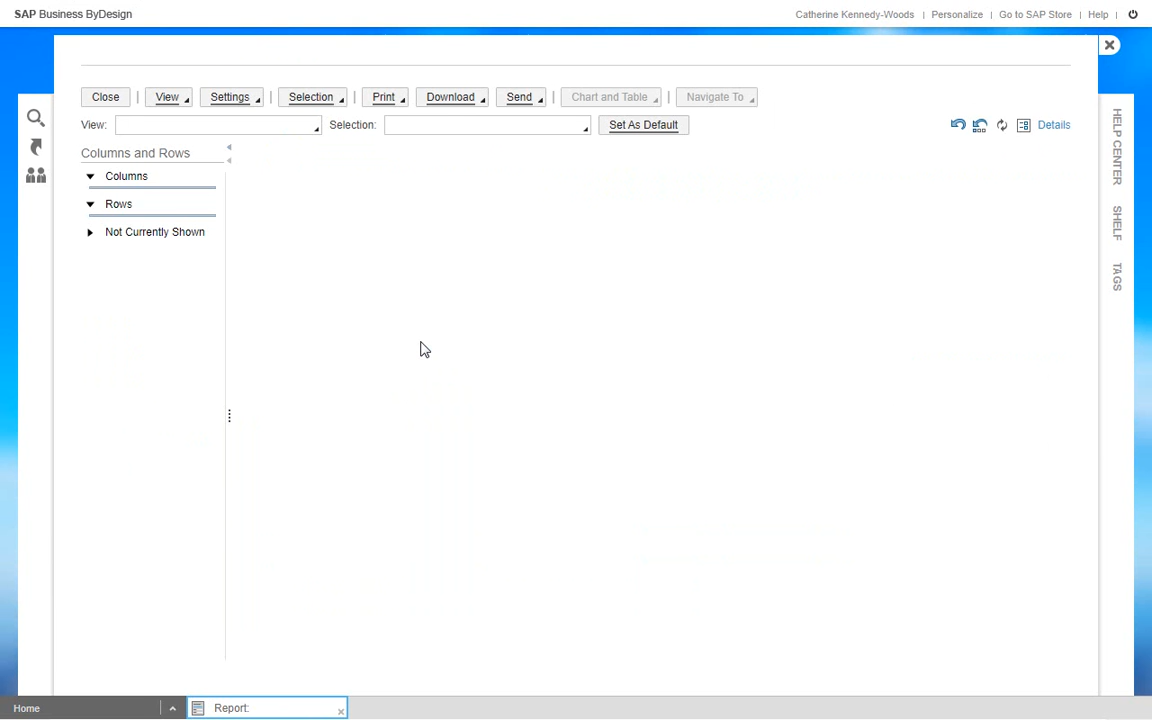 SAP Business ByDesign
Catherine Kennedy-Woods | Personalize | Go to SAP Store | Help |
Close | View Settings | Selection | Print Download Send | Chart and Table | Navigate To
View: Selection: Set As Default Details
Columns and Rows
Columns
Rows
Not Currently Shown
HELP CENTER
SHELF
TAGS
Home Report: